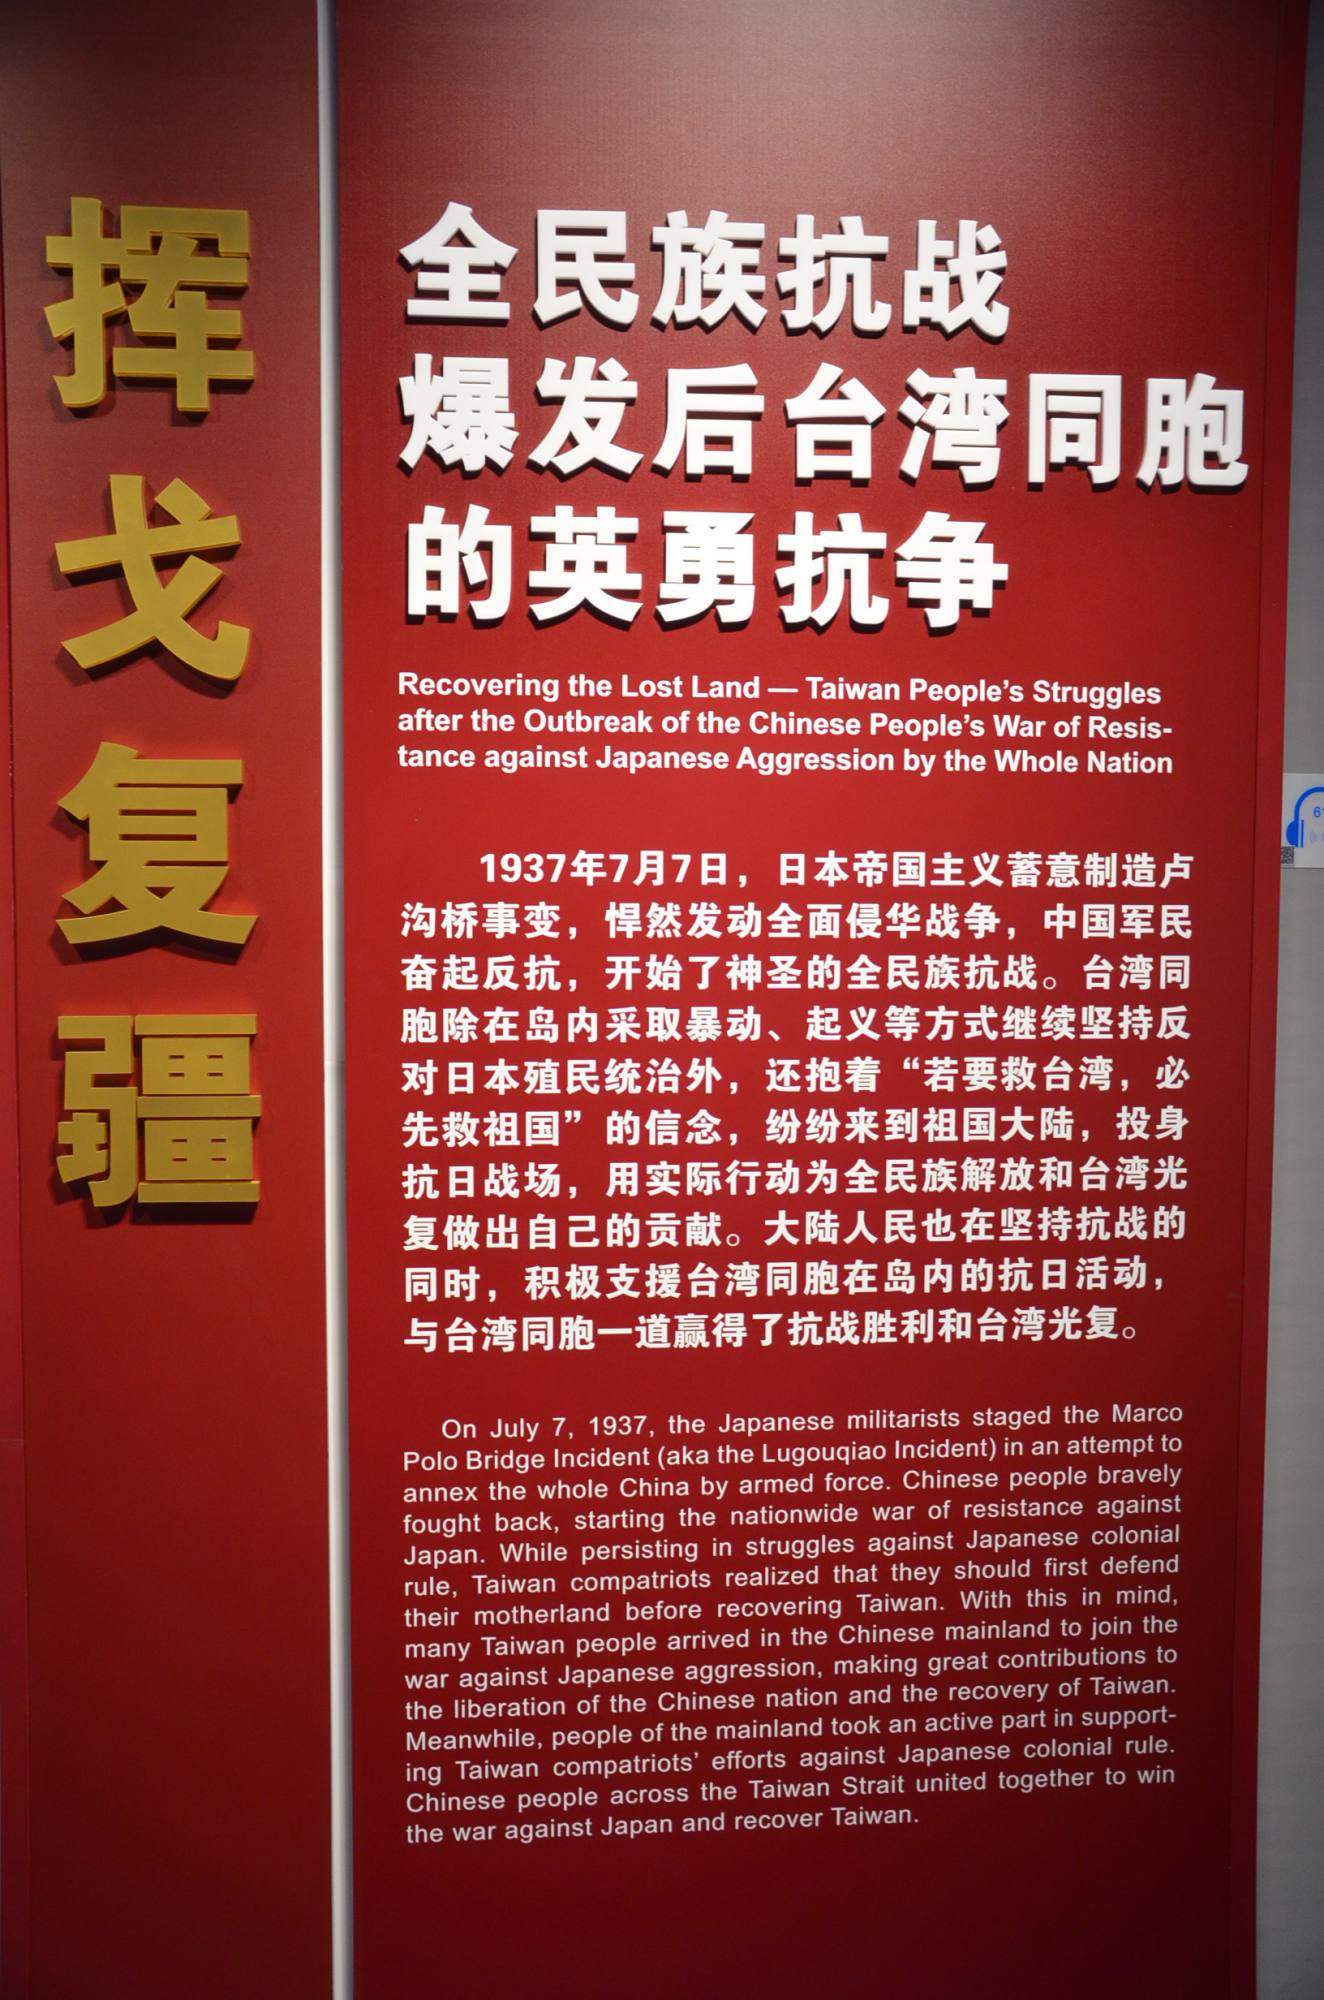 挥戈复疆
全民族抗战
爆发后台湾同胞
的英勇抗争
Recovering the Lost Land — Taiwan People's Struggles
after the Outbreak of the Chinese People's War of Resis-
tance against Japanese Aggression by the Whole Nation
1937年7月7日，日本帝国主义蓄意制造卢
沟桥事变，悍然发动全面侵华战争，中国军民
奋起反抗，开始了神圣的全民族抗战。台湾同
胞除在岛内采取暴动、起义等方式继续坚持反
对日本殖民统治外，还抱着“若要救台湾，必
先救祖国”的信念，纷纷来到祖国大陆，投身
抗日战场，用实际行动为全民族解放和台湾光
复做出自己的贡献。大陆人民也在坚持抗战的
同时，积极支援台湾同胞在岛内的抗日活动，
与台湾同胞一道赢得了抗战胜利和台湾光复。
On July 7, 1937, the Japanese militarists staged the Marco
Polo Bridge Incident (aka the Lugouqiao Incident) in an attempt to
annex the whole China by armed force. Chinese people bravely
fought back, starting the nationwide war of resistance against
Japan. While persisting in struggles against Japanese colonial
rule, Taiwan compatriots realized that they should first defend
their motherland before recovering Taiwan. With this in mind,
many Taiwan people arrived in the Chinese mainland to join the
war against Japanese aggression, making great contributions to
the liberation of the Chinese nation and the recovery of Taiwan.
Meanwhile, people of the mainland took an active part in support-
ing Taiwan compatriots' efforts against Japanese colonial rule.
Chinese people across the Taiwan Strait united together to win
the war against Japan and recover Taiwan.